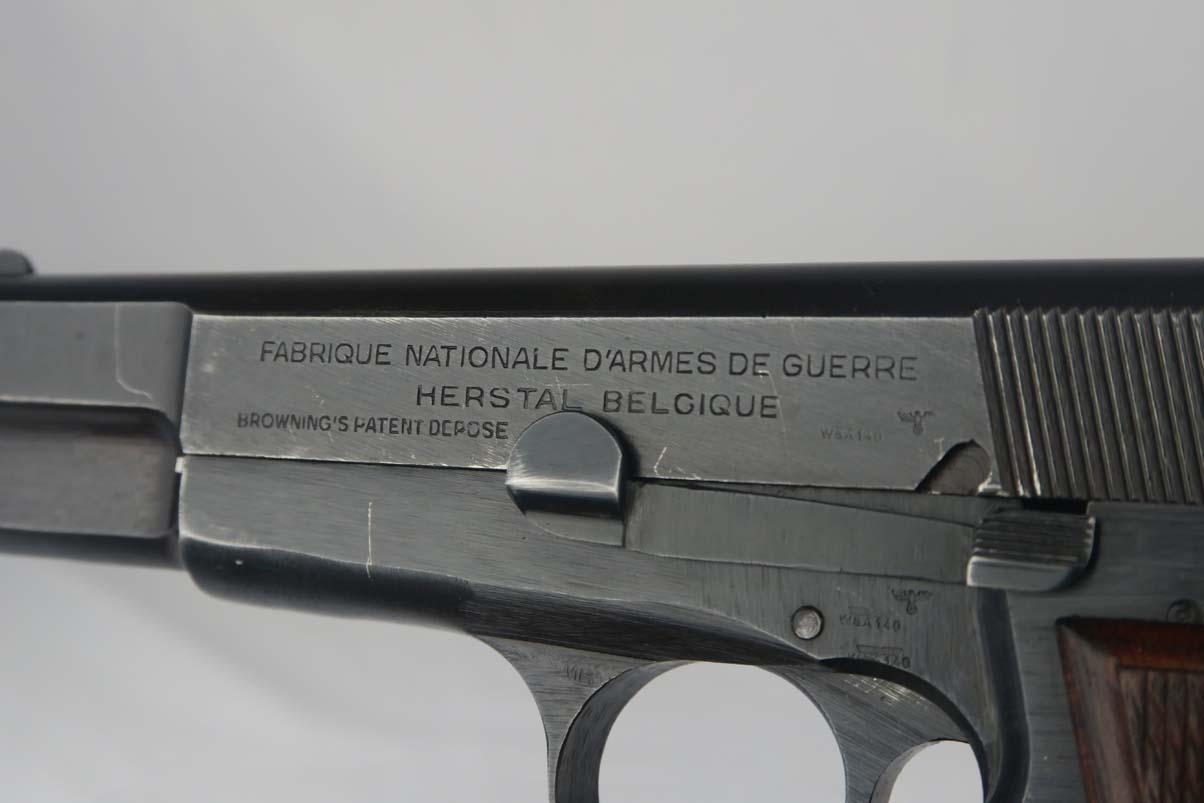 FABRIQUE NATIONALE D'ARMES DE GUERRE
HERSTAL BELGIQUE
BROWNING'S PATENT DEPOSE
WaA140
WaA140